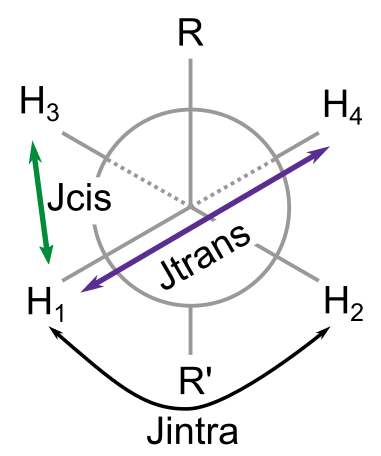 R
H₃
H₄
Jcis
Jtrans
H₁
H₂
R'
Jintra